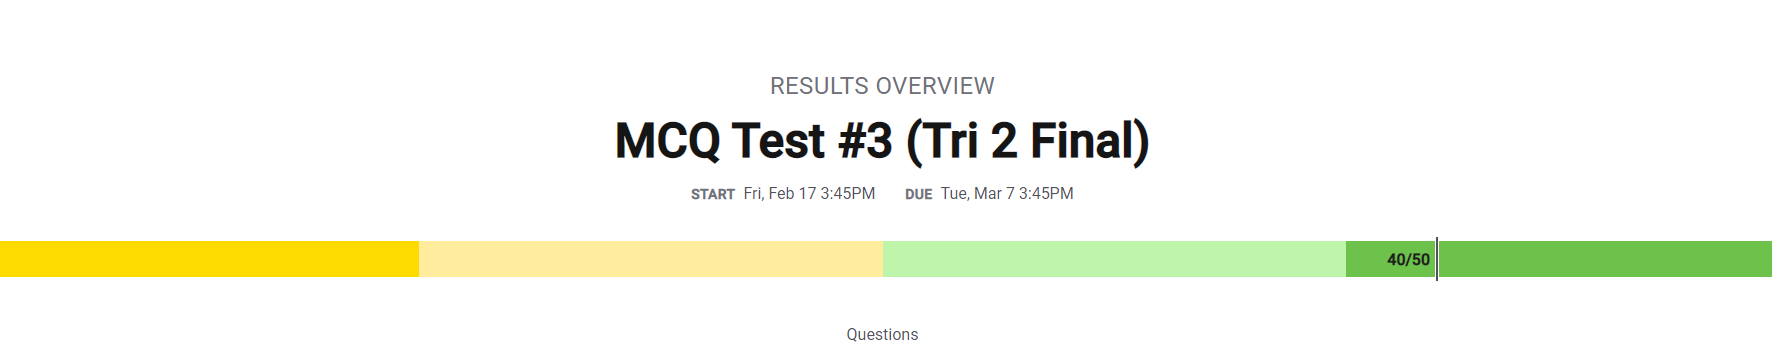 RESULTS OVERVIEW
MCQ Test #3 (Tri 2 Final)
START Fri, Feb 17 3:45PM DUE Tue, Mar 7 3:45PM
40/50
Questions